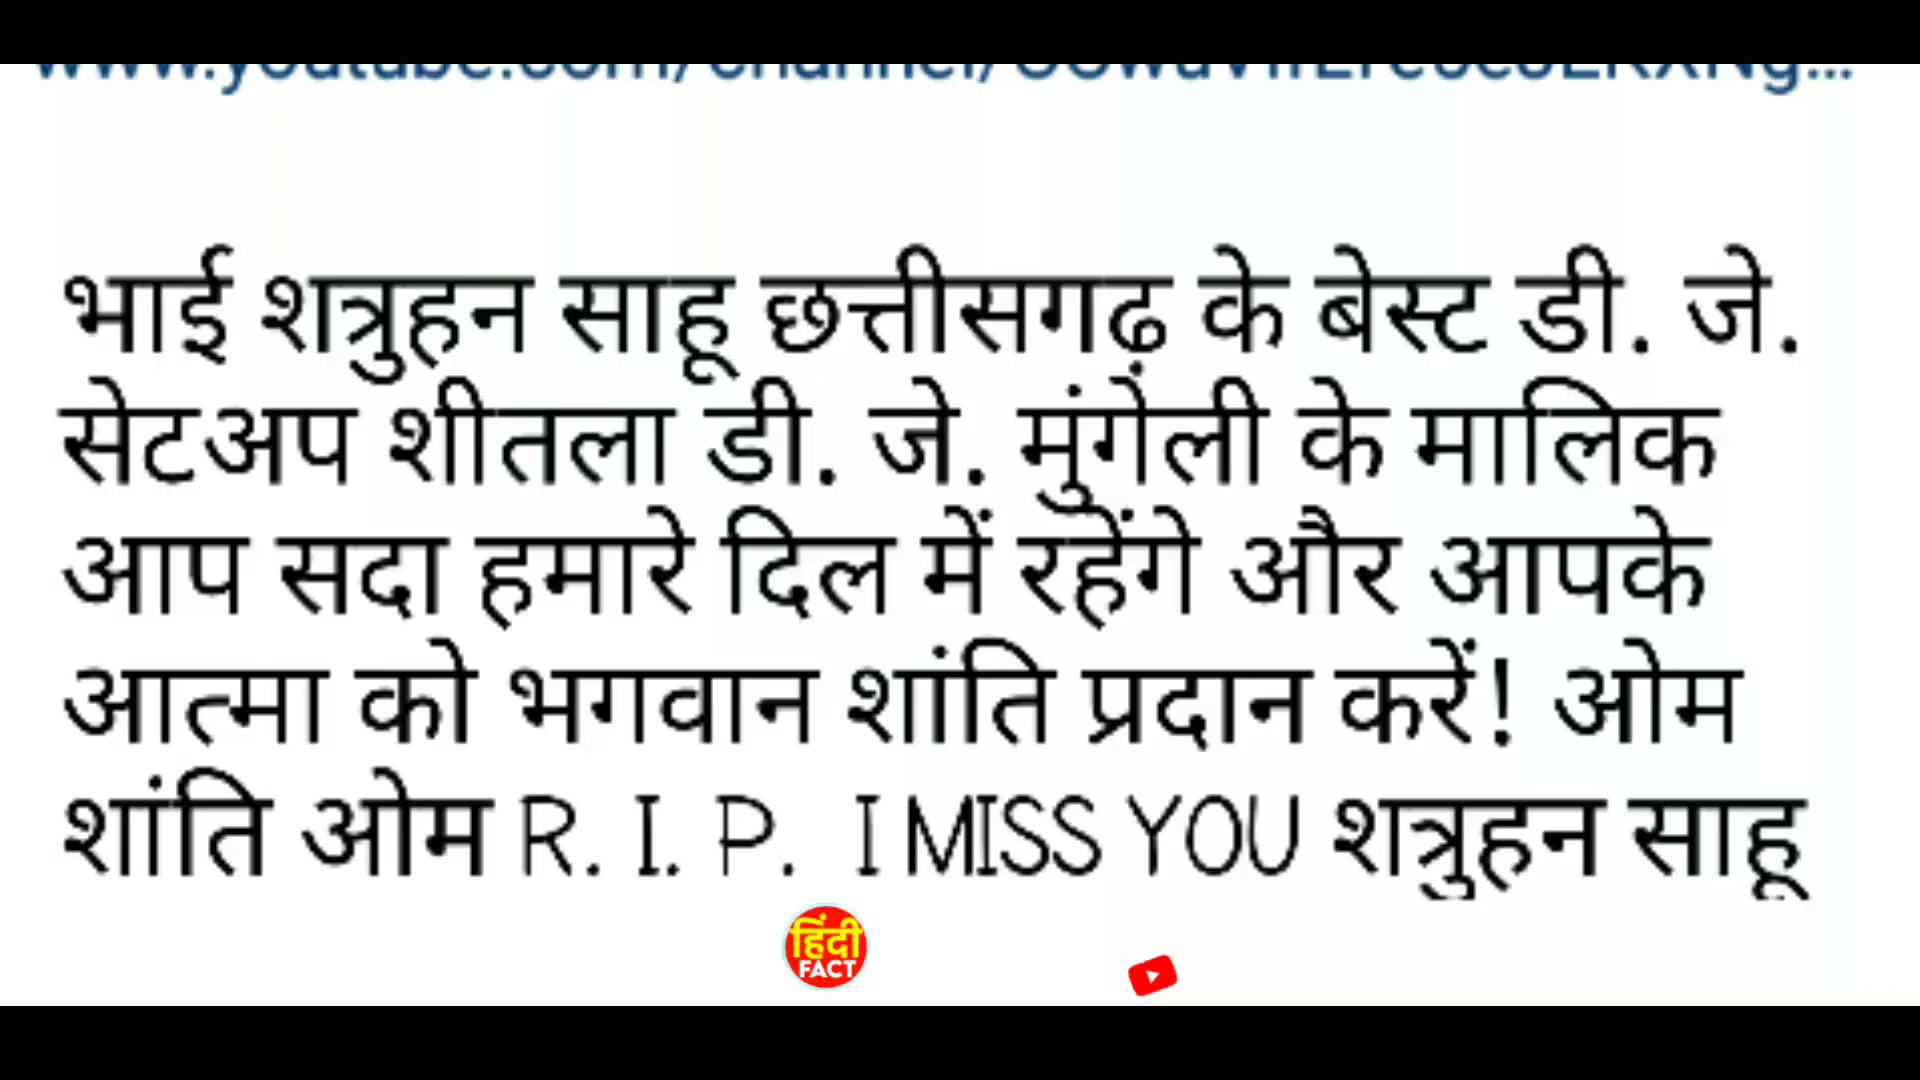 भाई शत्रुहन साहू छत्तीसगढ़ के बेस्ट डी. जे.
सेटअप शीतला डी. जे. मुंगेली के मालिक
आप सदा हमारे दिल में रहेंगे और आपके
आत्मा को भगवान शांति प्रदान करें! ओम
शांति ओम R. I. P. I MISS YOU शत्रुहन साहू
हिंदी
FACT